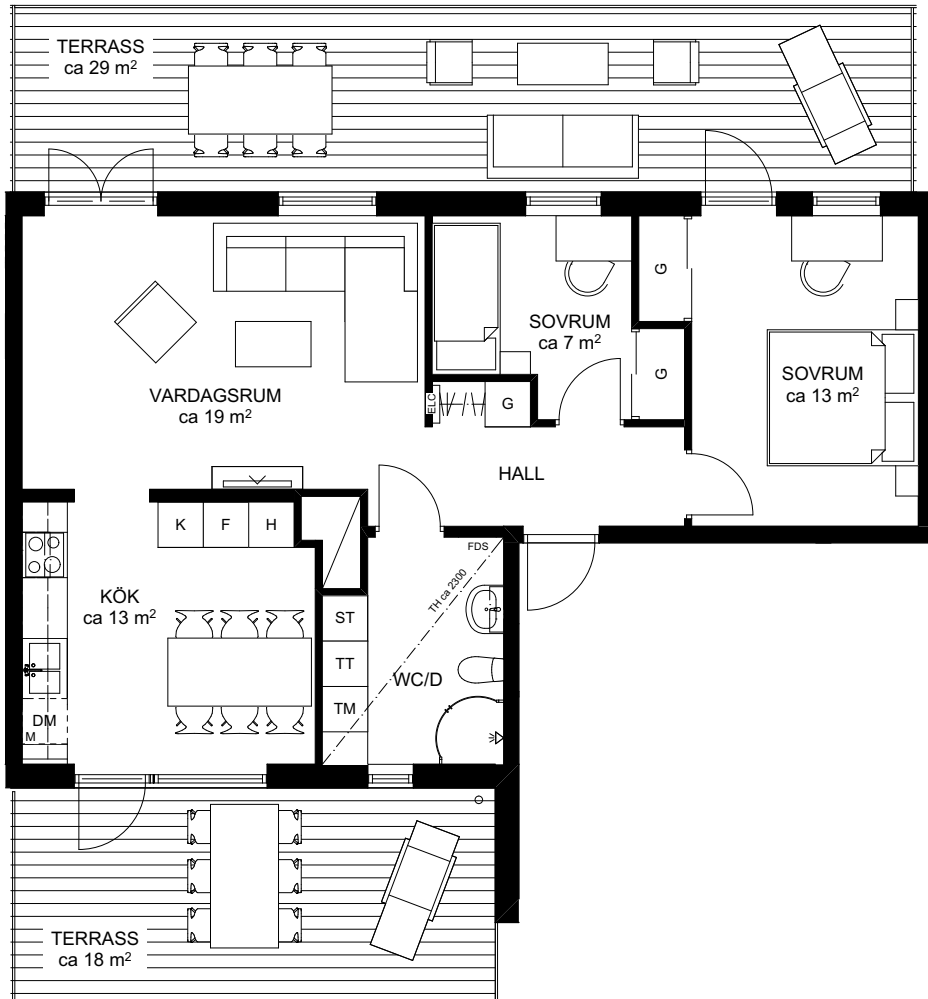 TERRASS
ca 29 m²
G
SOVRUM
ca 7 m²
G
SOVRUM
ca 13 m²
VARDAGSRUM
ca 19 m²
ELC
G
HALL
K F H
FDS
TH ca 2300
KÖK
ca 13 m²
ST
TT
WC/D
TM
DM
M
TERRASS
ca 18 m²